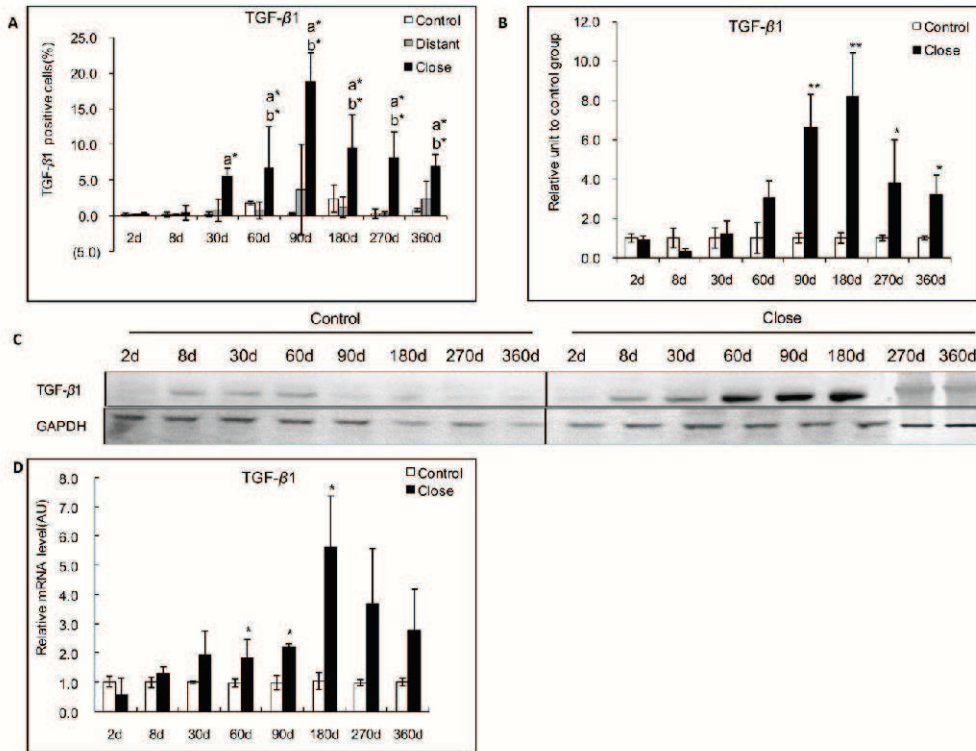 A
TGF-β1
Control
Distant
Close
TGF-β1 positive cells(%)
25.0
20.0
15.0
10.0
5.0
0.0
(5.0)
a*
a*
b*
a*
b*
a*
b*
a*
b*
a*
b*
2d 8d 30d 60d 90d 180d 270d 360d
B
TGF-β1
Control
Close
Relative unit to control group
12.0
10.0
8.0
6.0
4.0
2.0
0.0
** ** * *
2d 8d 30d 60d 90d 180d 270d 360d
C
Control Close
2d 8d 30d 60d 90d 180d 270d 360d 2d 8d 30d 60d 90d 180d 270d 360d
TGF-β1
GAPDH
D
TGF-β1
Control
Close
Relative mRNA level(AU)
8.0
7.0
6.0
5.0
4.0
3.0
2.0
1.0
0.0
* * *
2d 8d 30d 60d 90d 180d 270d 360d